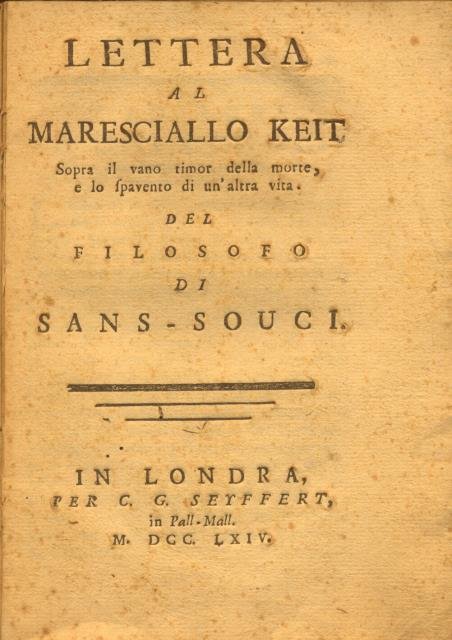 LETTERA
AL
MARESCIALLO KEIT
Sopra il vano timor della morte,
e lo ſpavento di un'altra vita.
DEL
FILOSOFO
DI
SANS-SOUCI.
IN LONDRA,
PER C. G. SEYFFERT,
in Pall-Mall.
M. DCC. LXIV.